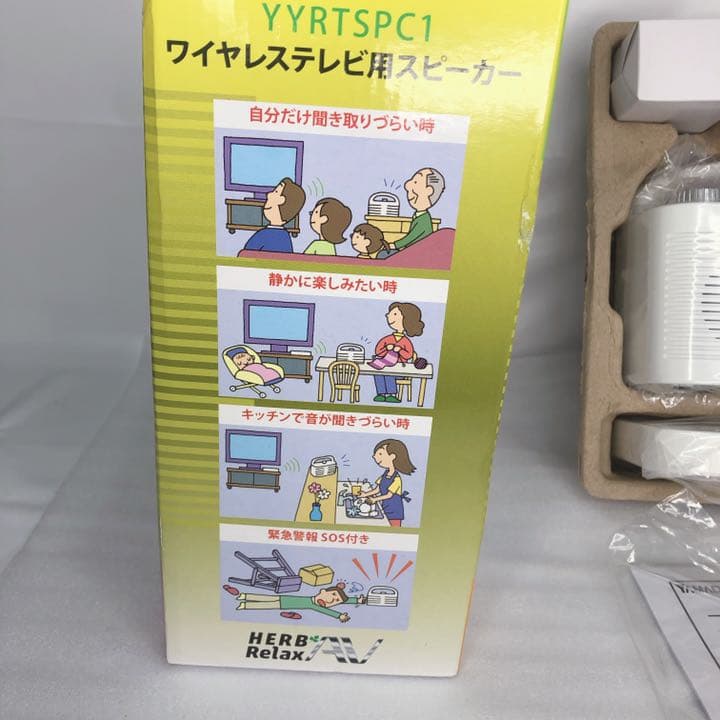 YYRTSPC1
ワイヤレステレビ用スピーカー
自分だけ聞き取りづらい時
静かに楽しみたい時
キッチンで音が聞きづらい時
緊急警報 SOS付き
HERB Relax AV